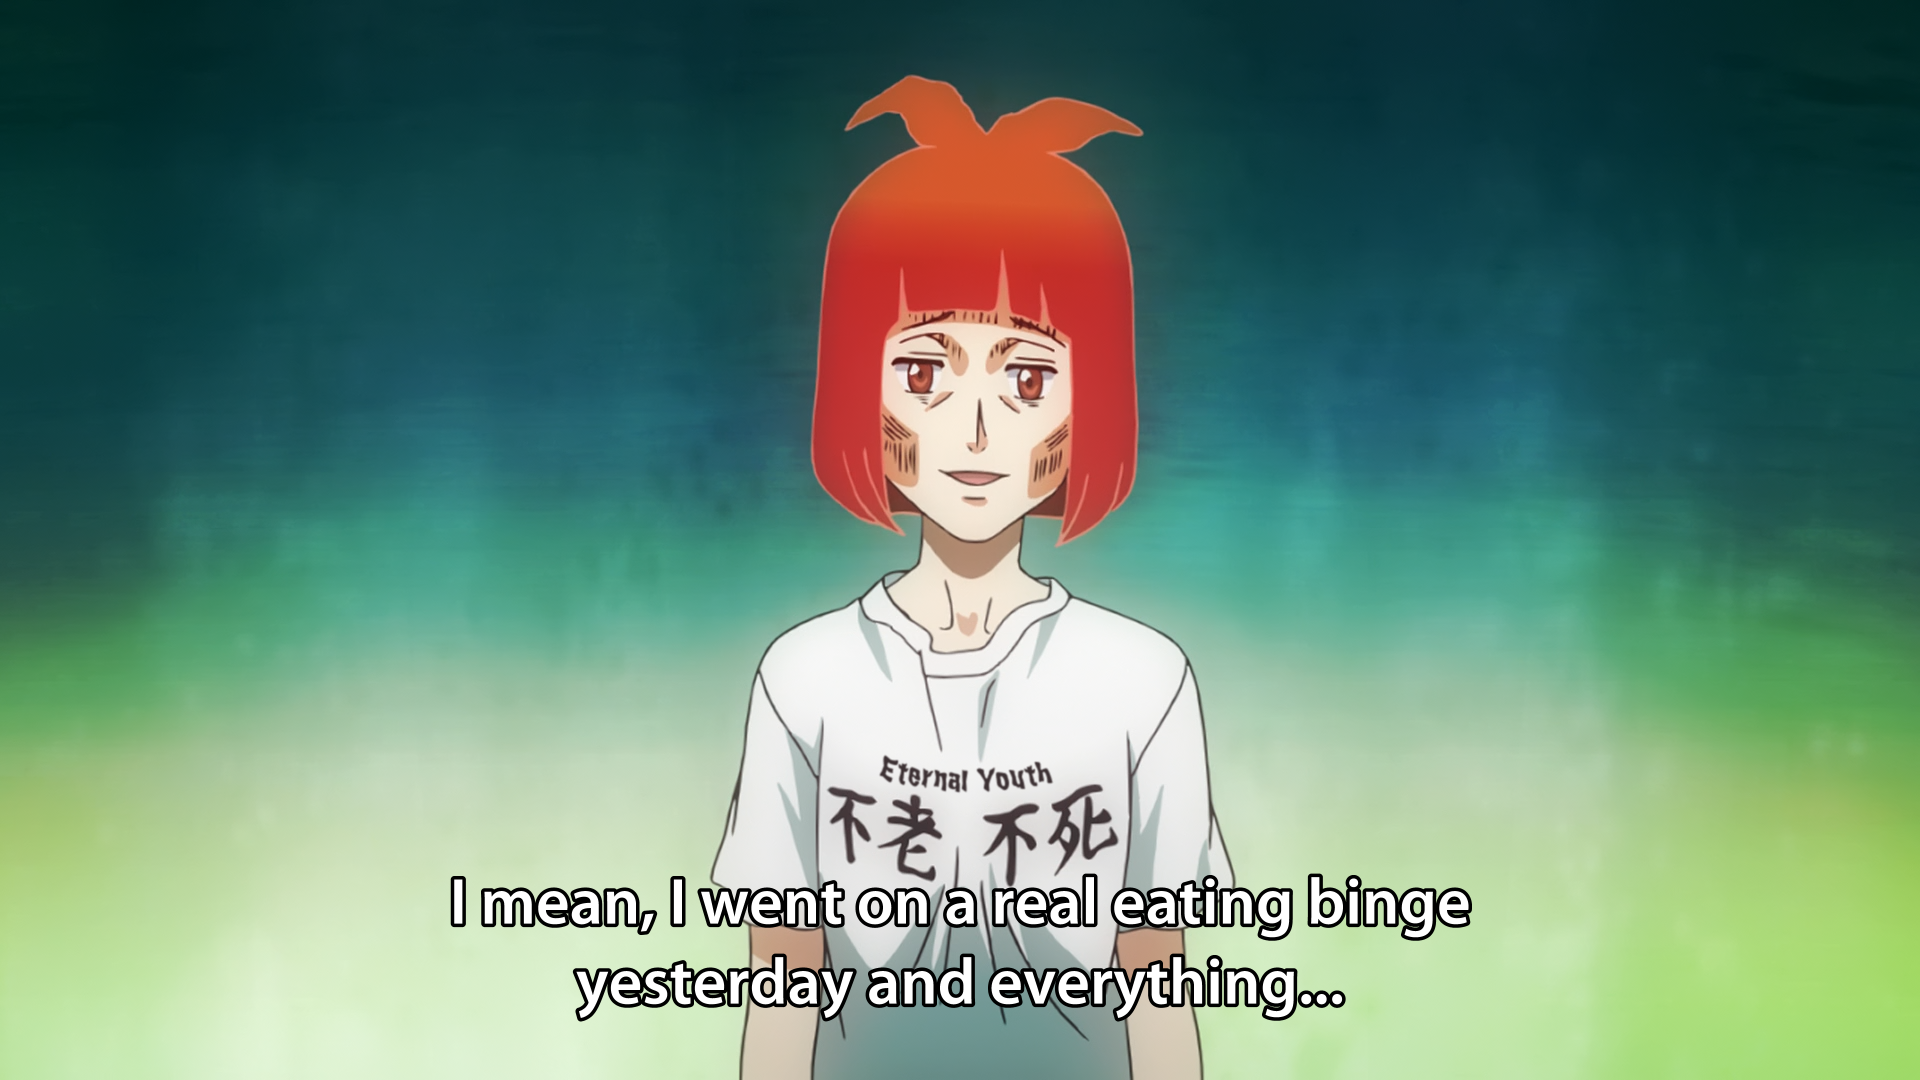 Eternal Youth
不老 不死
I mean, I went on a real eating binge
yesterday and everything...